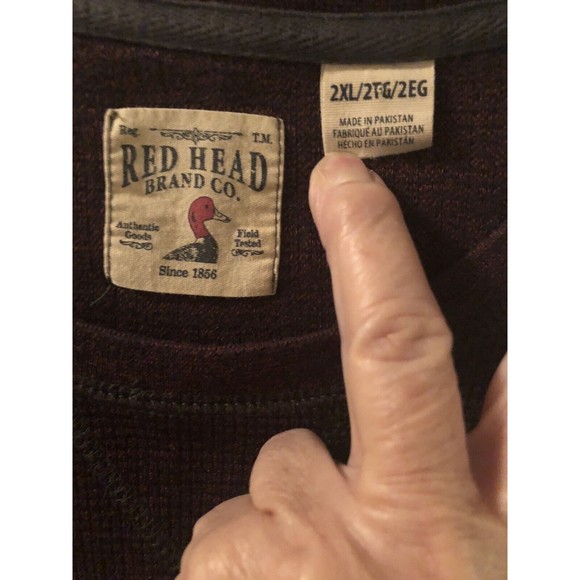 Reg. T.M.
RED HEAD
BRAND CO.
Authentic Goods
Field Tested
Since 1856
2XL/2TG/2EG
MADE IN PAKISTAN
FABRIQUÉ AU PAKISTAN
HECHO EN PAKISTÁN